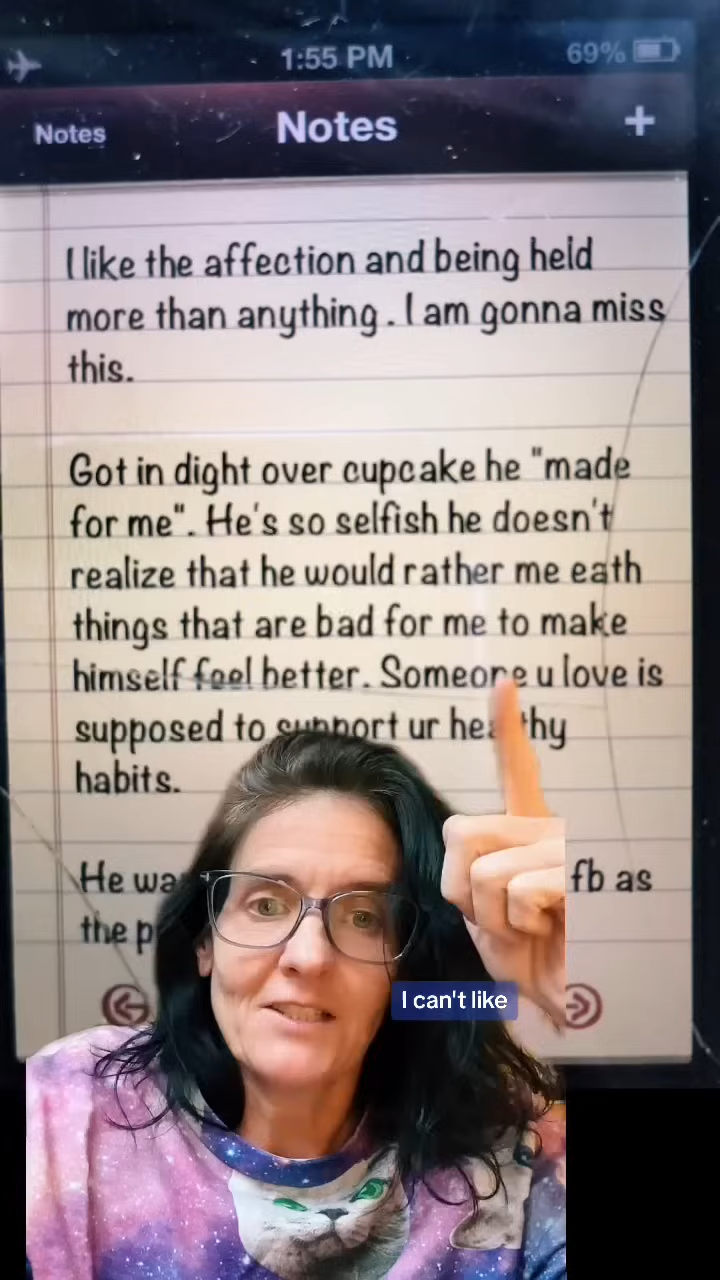 1:55 PM
69%
Notes
Notes
+
I like the affection and being held
more than anything . I am gonna miss
this.
Got in dight over cupcake he "made
for me". He's so selfish he doesn't
realize that he would rather me eath
things that are bad for me to make
himself feel better. Someone u love is
supposed to support ur healthy
habits.
He fb as
the
I can't like